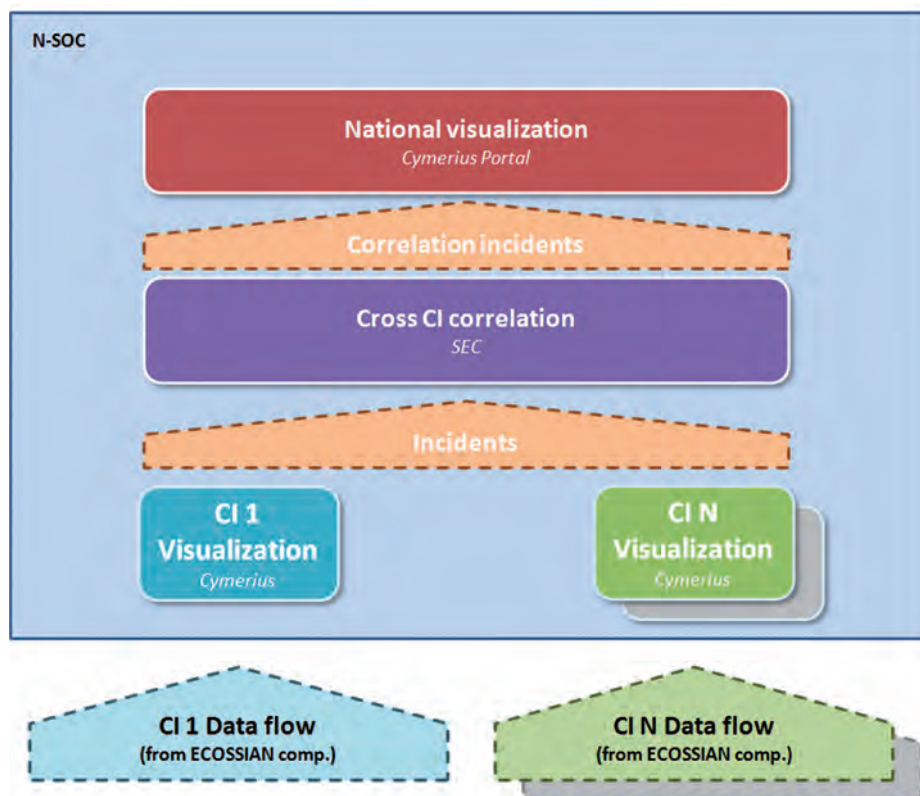 N-SOC
National visualization
Cymerius Portal
Correlation incidents
Cross CI correlation
SEC
Incidents
CI 1
Visualization
Cymerius
CI N
Visualization
Cymerius
CI 1 Data flow
(from ECOSSIAN comp.)
CI N Data flow
(from ECOSSIAN comp.)